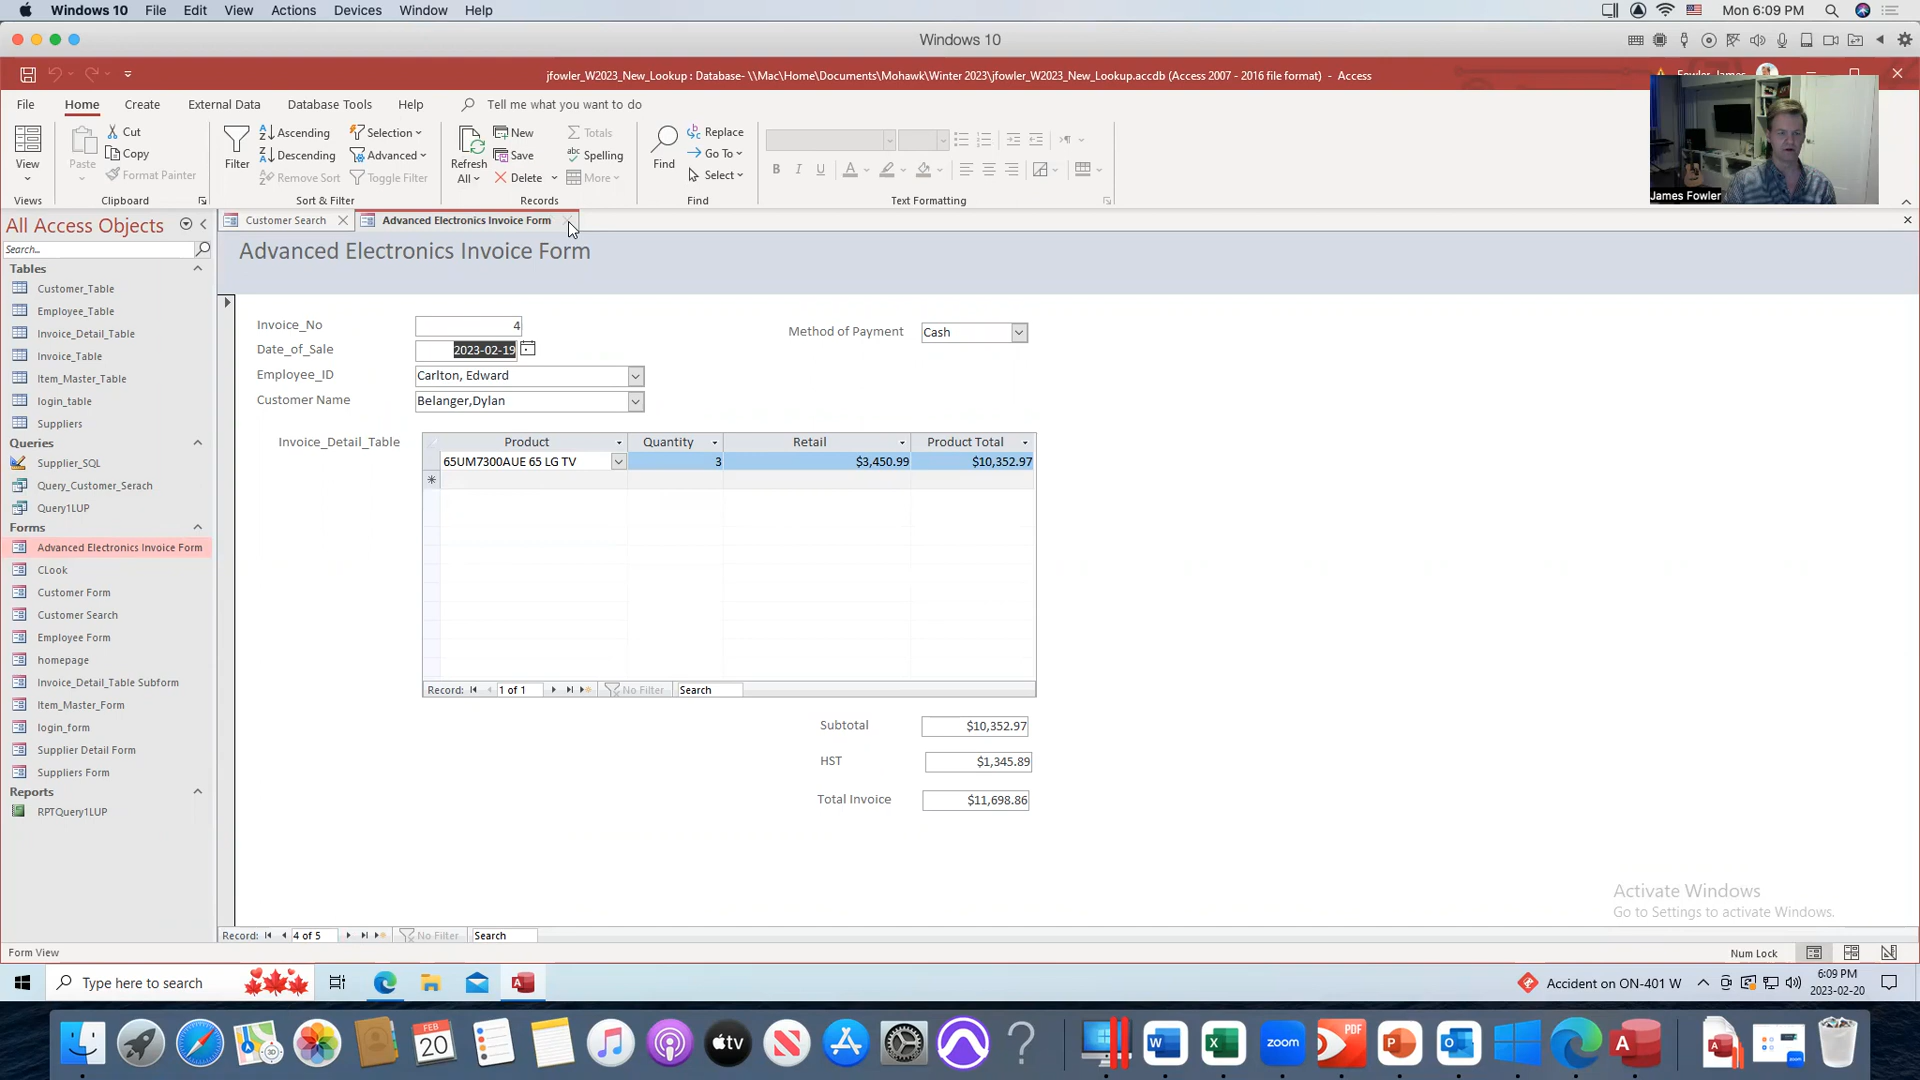 Windows 10 File Edit View Actions Devices Window Help Mon 6:09 PM
Windows 10
jfowler_W2023_New_Lookup : Database- \\Mac\Home\Documents\Mohawk\Winter 2023\jfowler_W2023_New_Lookup.accdb (Access 2007 - 2016 file format) - Access Fowler, James
File Home Create External Data Database Tools Help Tell me what you want to do
View
Views
Paste
Cut
Copy
Format Painter
Clipboard
Filter
Ascending
Descending
Remove Sort
Selection
Advanced
Toggle Filter
Sort & Filter
Refresh
All
New
Save
Delete
Totals
Spelling
More
Records
Find
Replace
Go To
Select
Find
B I U A
Text Formatting
James Fowler
All Access Objects
Search...
Tables
Customer_Table
Employee_Table
Invoice_Detail_Table
Invoice_Table
Item_Master_Table
login_table
Suppliers
Queries
Supplier_SQL
Query_Customer_Serach
Query1LUP
Forms
Advanced Electronics Invoice Form
CLook
Customer Form
Customer Search
Employee Form
homepage
Invoice_Detail_Table Subform
Item_Master_Form
login_form
Supplier Detail Form
Suppliers Form
Reports
RPTQuery1LUP
Customer Search
Advanced Electronics Invoice Form
Advanced Electronics Invoice Form
Invoice_No 4
Date_of_Sale 2023-02-19
Employee_ID Carlton, Edward
Customer Name Belanger,Dylan
Method of Payment Cash
Invoice_Detail_Table
Product Quantity Retail Product Total
65UM7300AUE 65 LG TV 3 $3,450.99 $10,352.97
Record: 1 of 1 No Filter Search
Subtotal $10,352.97
HST $1,345.89
Total Invoice $11,698.86
Activate Windows
Go to Settings to activate Windows.
Record: 4 of 5 No Filter Search
Form View Num Lock
Type here to search
Accident on ON-401 W
6:09 PM
2023-02-20
FEB
20
tv
W
X
zoom
PDF
P
O
A